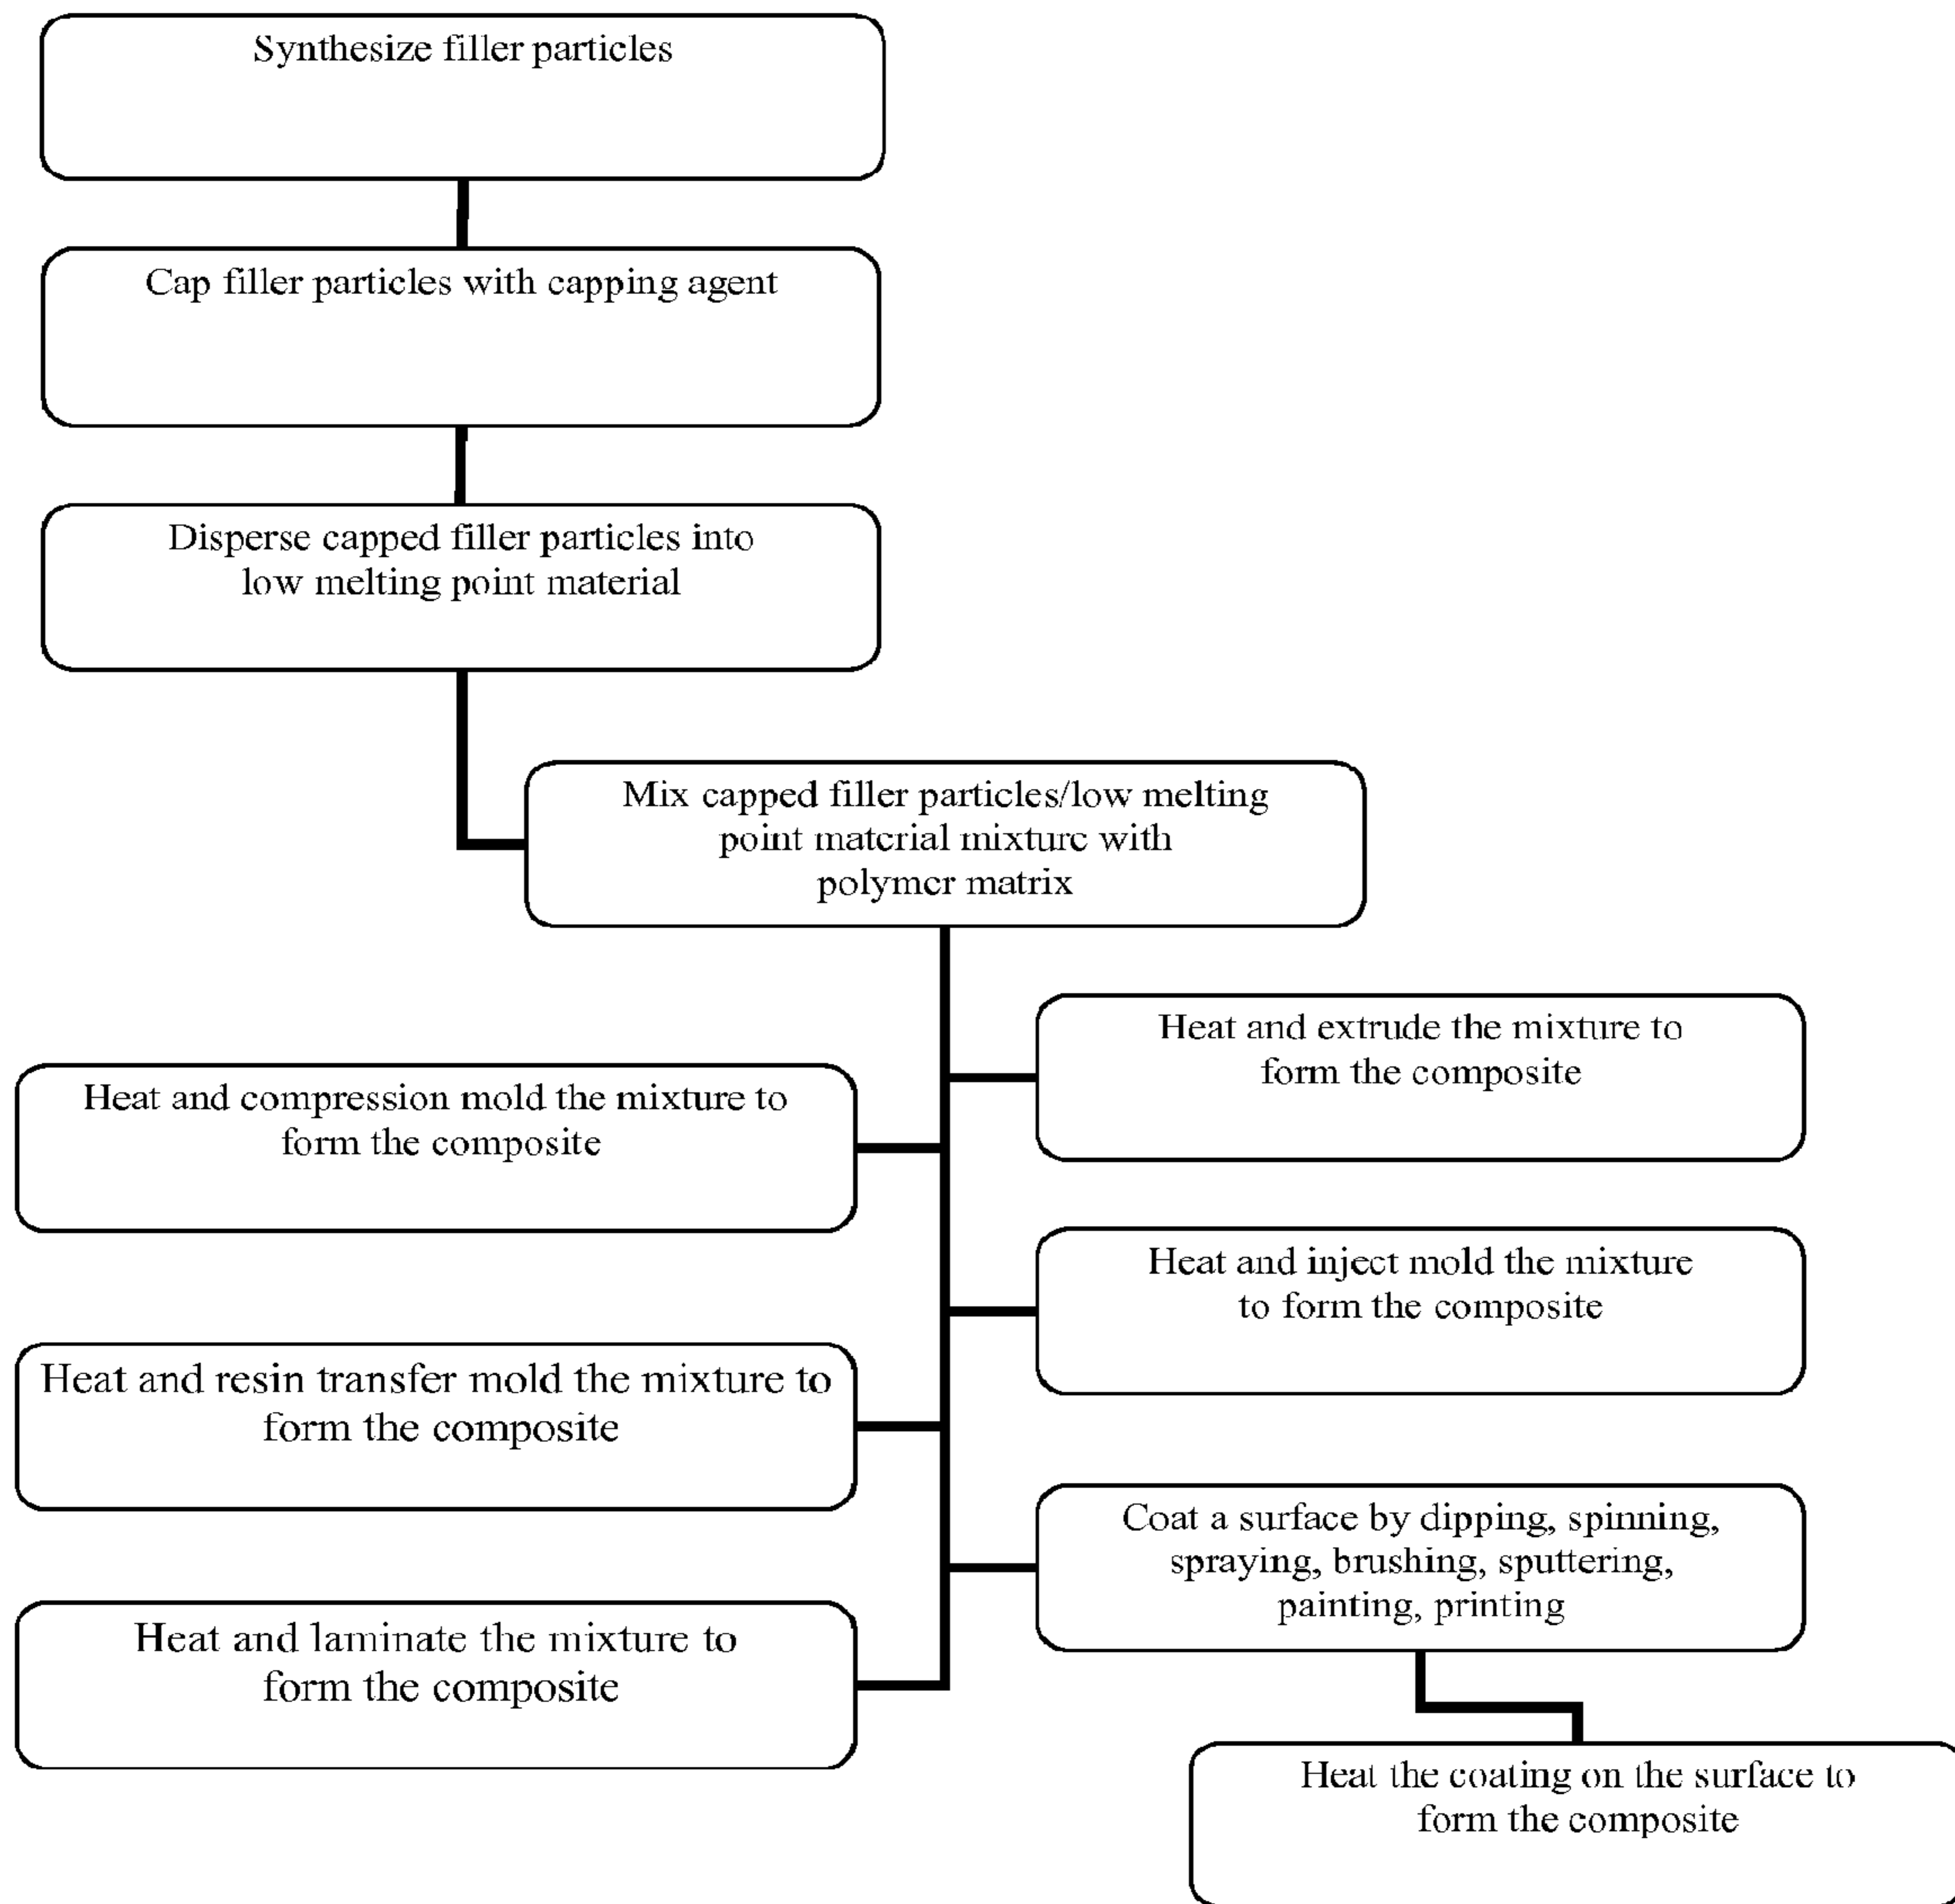 Synthesize filler particles
Cap filler particles with capping agent
Disperse capped filler particles into
low melting point material
Mix capped filler particles/low melting
point material mixture with
polymer matrix
Heat and extrude the mixture to
form the composite
Heat and compression mold the mixture to
form the composite
Heat and inject mold the mixture
to form the composite
Heat and resin transfer mold the mixture to
form the composite
Coat a surface by dipping, spinning,
spraying, brushing, sputtering,
painting, printing
Heat and laminate the mixture to
form the composite
Heat the coating on the surface to
form the composite